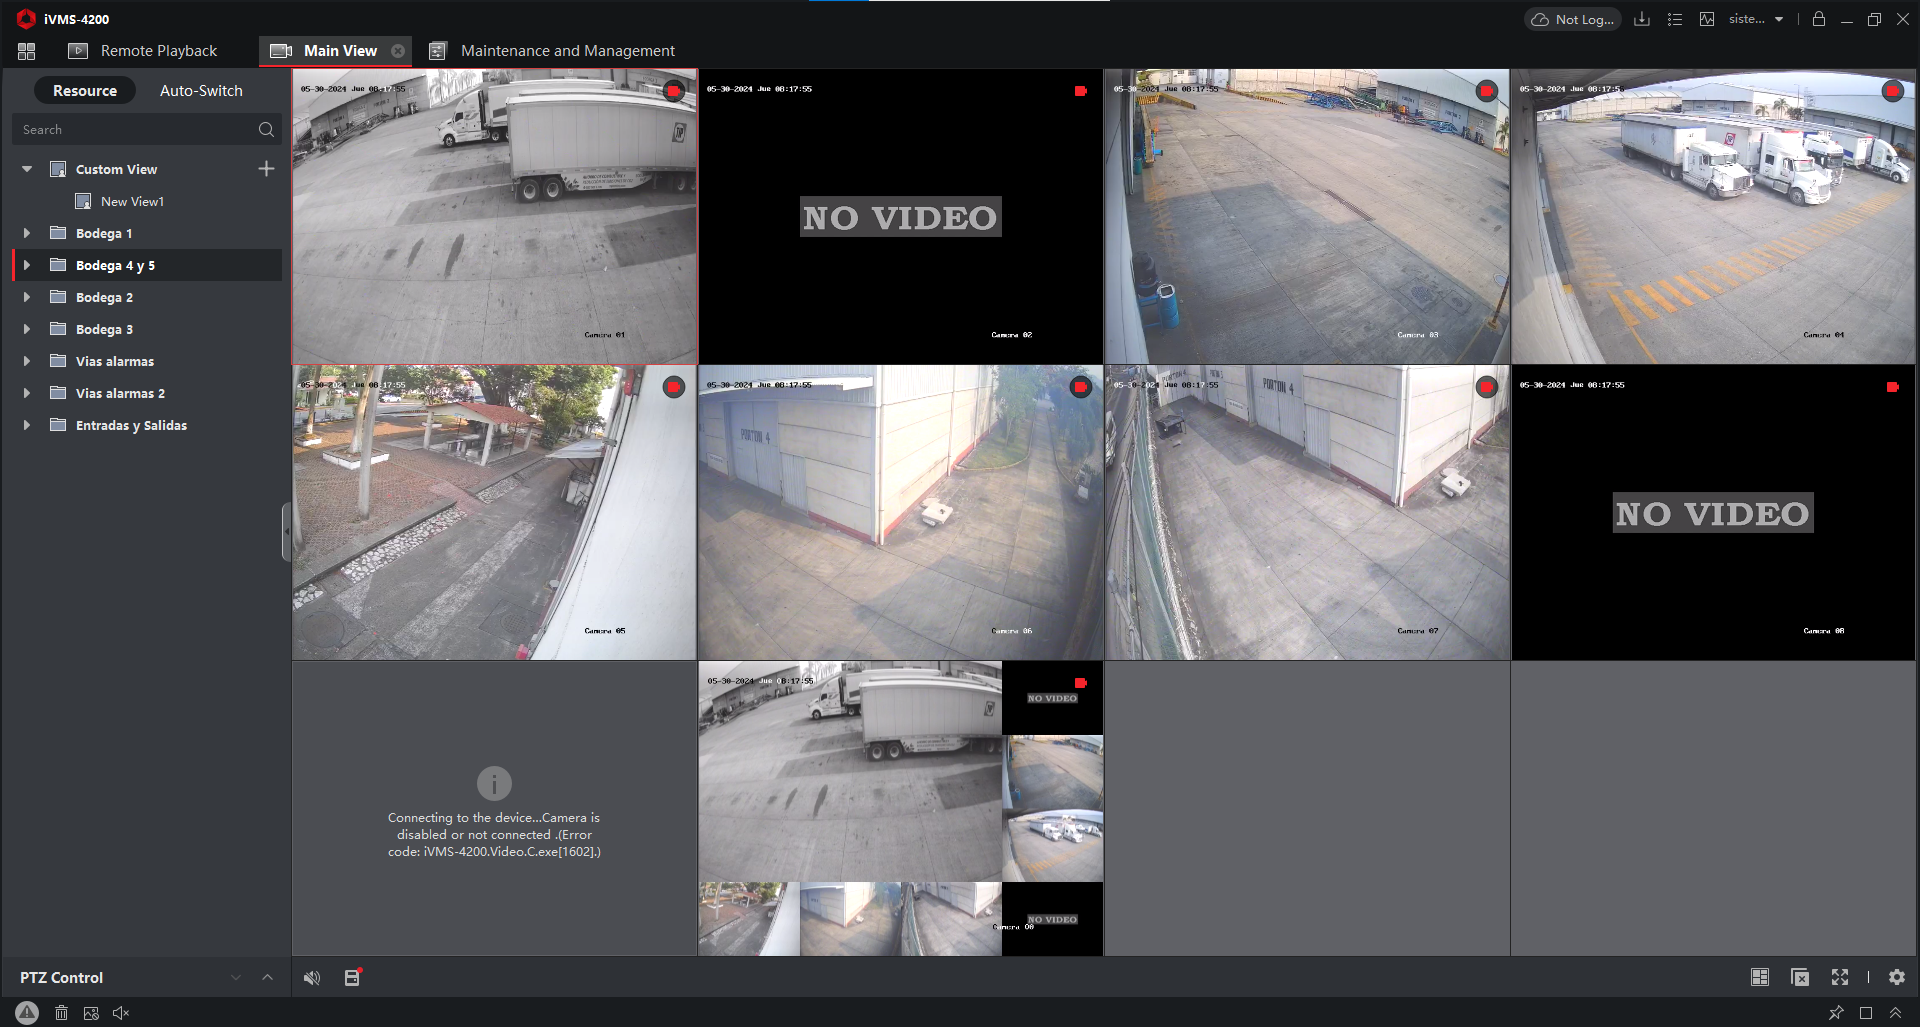 iVMS-4200
Not Log...
siste...
Remote Playback
Main View
Maintenance and Management
Resource
Auto-Switch
Search
Custom View
New View1
Bodega 1
Bodega 4 y 5
Bodega 2
Bodega 3
Vias alarmas
Vias alarmas 2
Entradas y Salidas
PTZ Control
05-30-2024 Jue 08:17:55
Camera 01
05-30-2024 Jue 08:17:55
NO VIDEO
Camera 02
05-30-2024 Jue 08:17:55
Camera 03
05-30-2024 Jue 08:17:5
Camera 04
05-30-2024 Jue 08:17:55
Camera 05
05-30-2024 Jue 08:17:55
PORTON 4
Camera 06
05-30-2024 Jue 08:17:55
PORTON 4
Camera 07
05-30-2024 Jue 08:17:55
NO VIDEO
Camera 08
Connecting to the device...Camera is
disabled or not connected .(Error
code: iVMS-4200.Video.C.exe[1602].)
05-30-2024 Jue 08:17:55
NO VIDEO
NO VIDEO
Camera 00